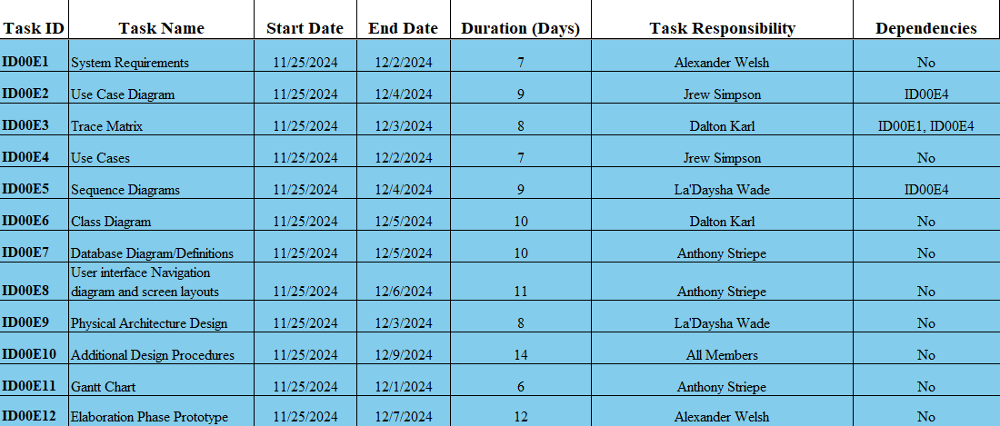 Task ID Task Name Start Date End Date Duration (Days) Task Responsibility Dependencies
ID00E1 System Requirements 11/25/2024 12/2/2024 7 Alexander Welsh No
ID00E2 Use Case Diagram 11/25/2024 12/4/2024 9 Jrew Simpson ID00E4
ID00E3 Trace Matrix 11/25/2024 12/3/2024 8 Dalton Karl ID00E1, ID00E4
ID00E4 Use Cases 11/25/2024 12/2/2024 7 Jrew Simpson No
ID00E5 Sequence Diagrams 11/25/2024 12/4/2024 9 La'Daysha Wade ID00E4
ID00E6 Class Diagram 11/25/2024 12/5/2024 10 Dalton Karl No
ID00E7 Database Diagram/Definitions 11/25/2024 12/5/2024 10 Anthony Striepe No
User interface Navigation
ID00E8 diagram and screen layouts 11/25/2024 12/6/2024 11 Anthony Striepe No
ID00E9 Physical Architecture Design 11/25/2024 12/3/2024 8 La'Daysha Wade No
ID00E10 Additional Design Procedures 11/25/2024 12/9/2024 14 All Members No
ID00E11 Gantt Chart 11/25/2024 12/1/2024 6 Anthony Striepe No
ID00E12 Elaboration Phase Prototype 11/25/2024 12/7/2024 12 Alexander Welsh No